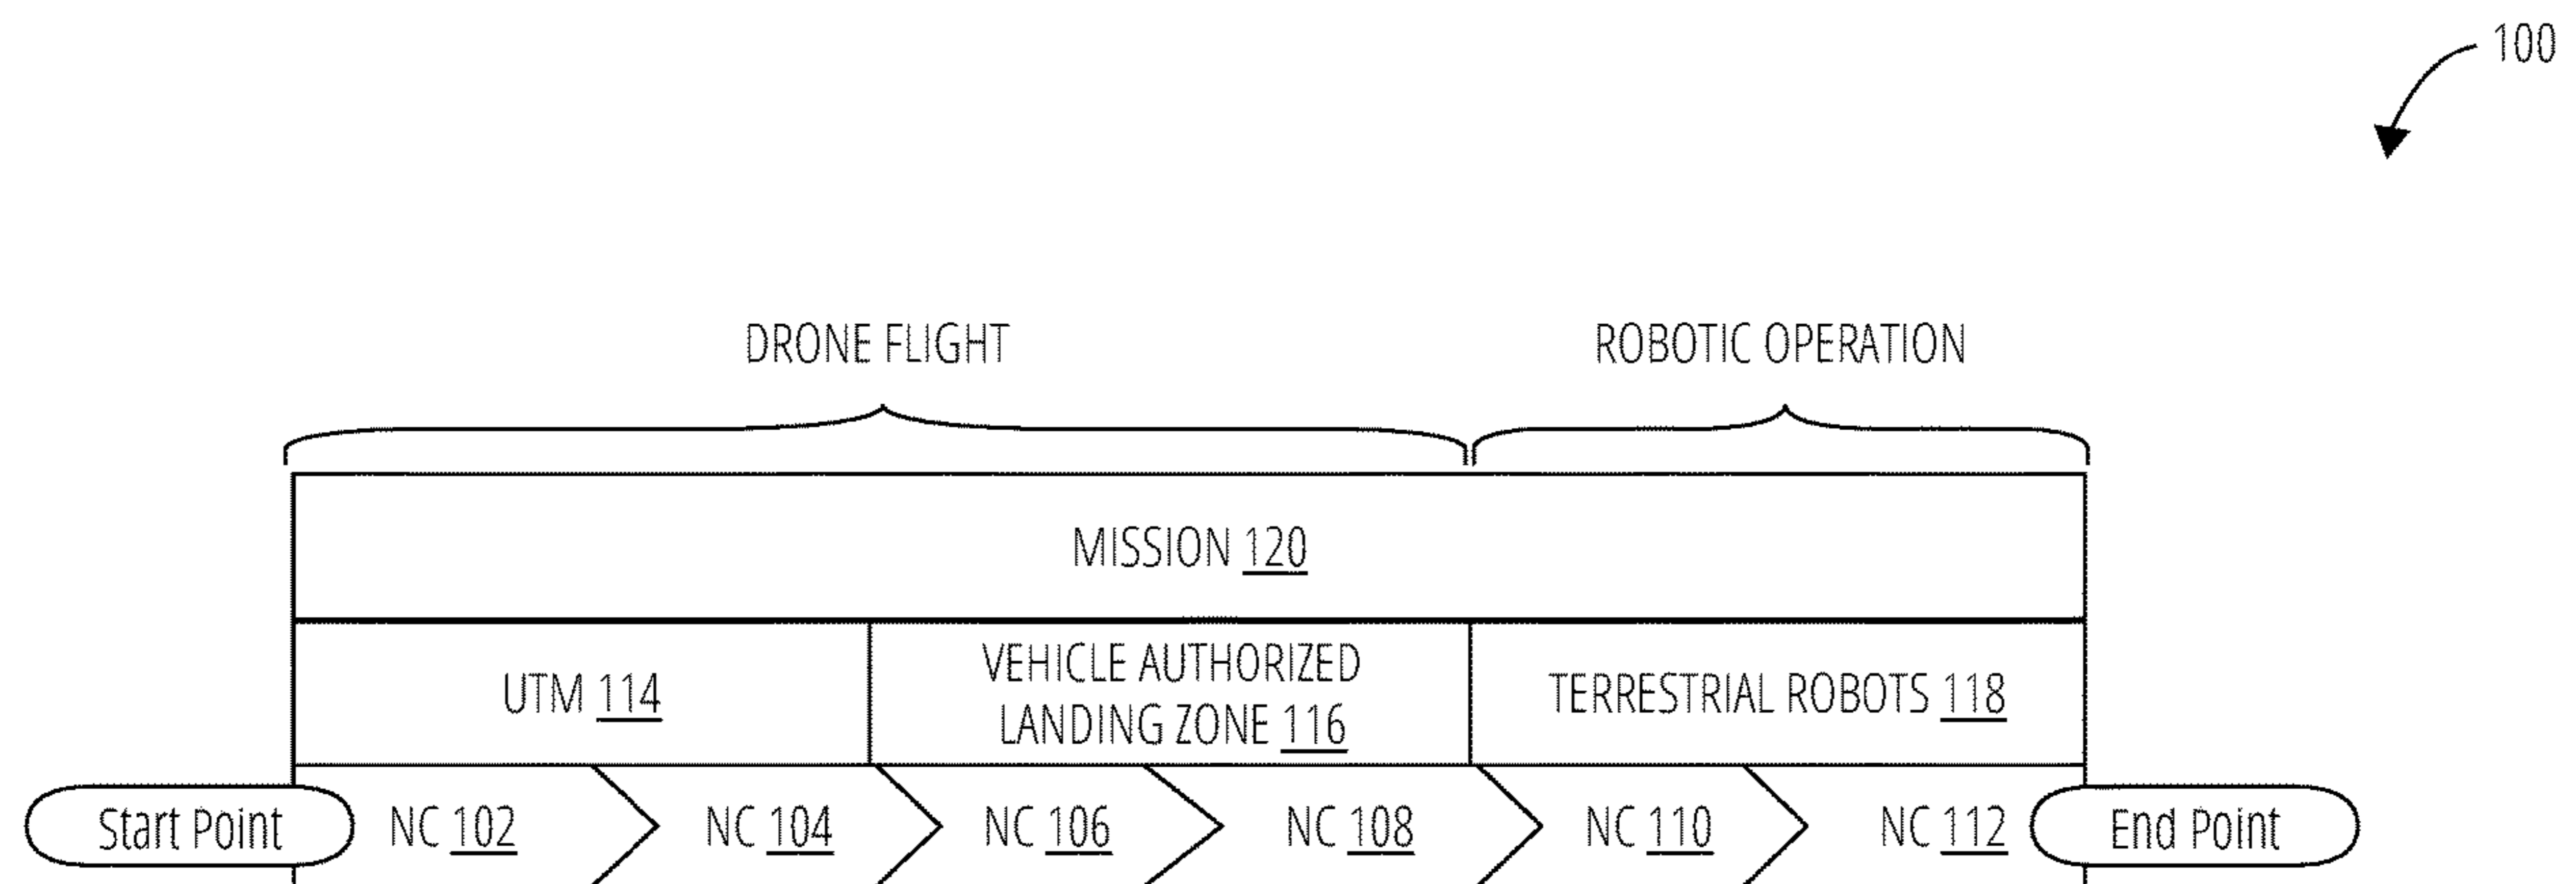 100
DRONE FLIGHT
ROBOTIC OPERATION
MISSION 120
UTM 114
VEHICLE AUTHORIZED
LANDING ZONE 116
TERRESTRIAL ROBOTS 118
Start Point
NC 102
NC 104
NC 106
NC 108
NC 110
NC 112
End Point